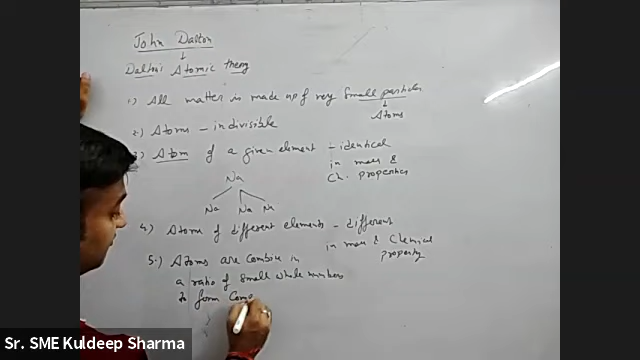 John Dalton
↓
Dalton's Atomic theory
1) All matter is made up of very small particles
↓
Atoms
2) Atoms - indivisible
3) Atom of a given element - identical
in mass &
Ch. properties
Na
Na Na Na
4) Atoms of different elements - different
in mass & Chemical
property
5.) Atoms are combine in
a ratio of small whole numbers
to form Comp
Sr. SME Kuldeep Sharma